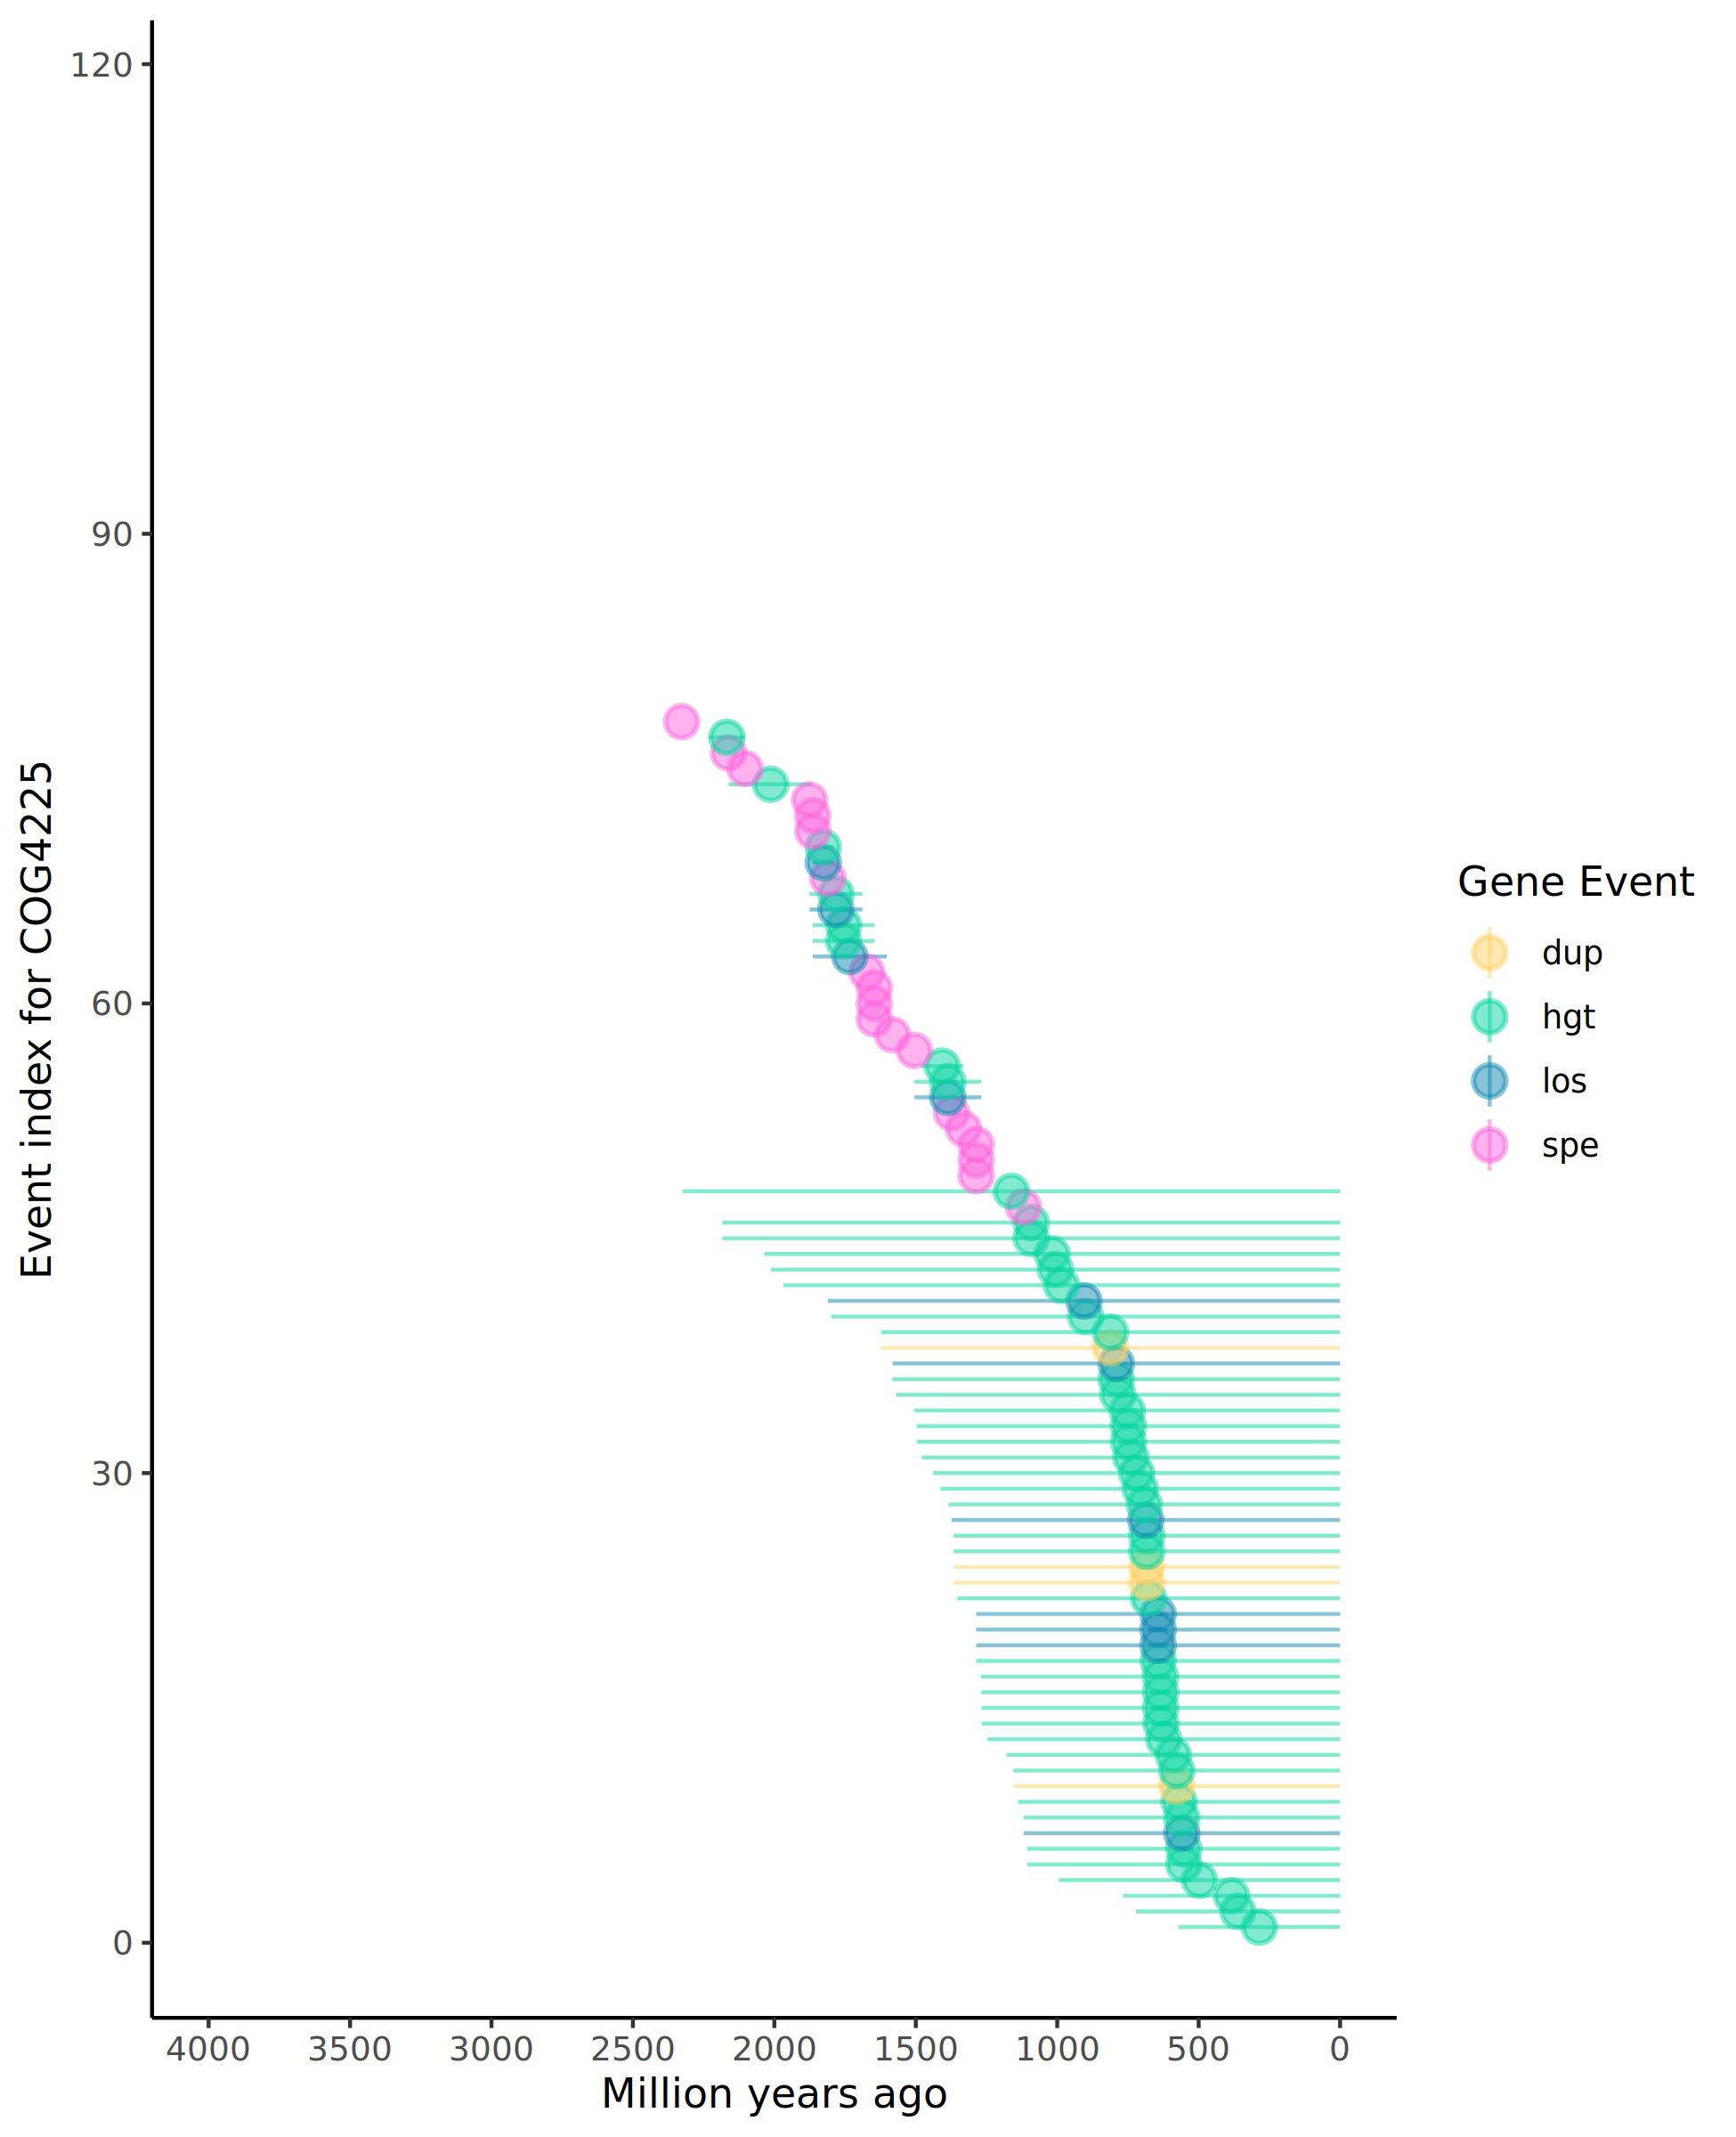 120
90
60
30
0
Event index for COG4225
4000 3500 3000 2500 2000 1500 1000 500 0
Million years ago
Gene Event
dup
hgt
los
spe